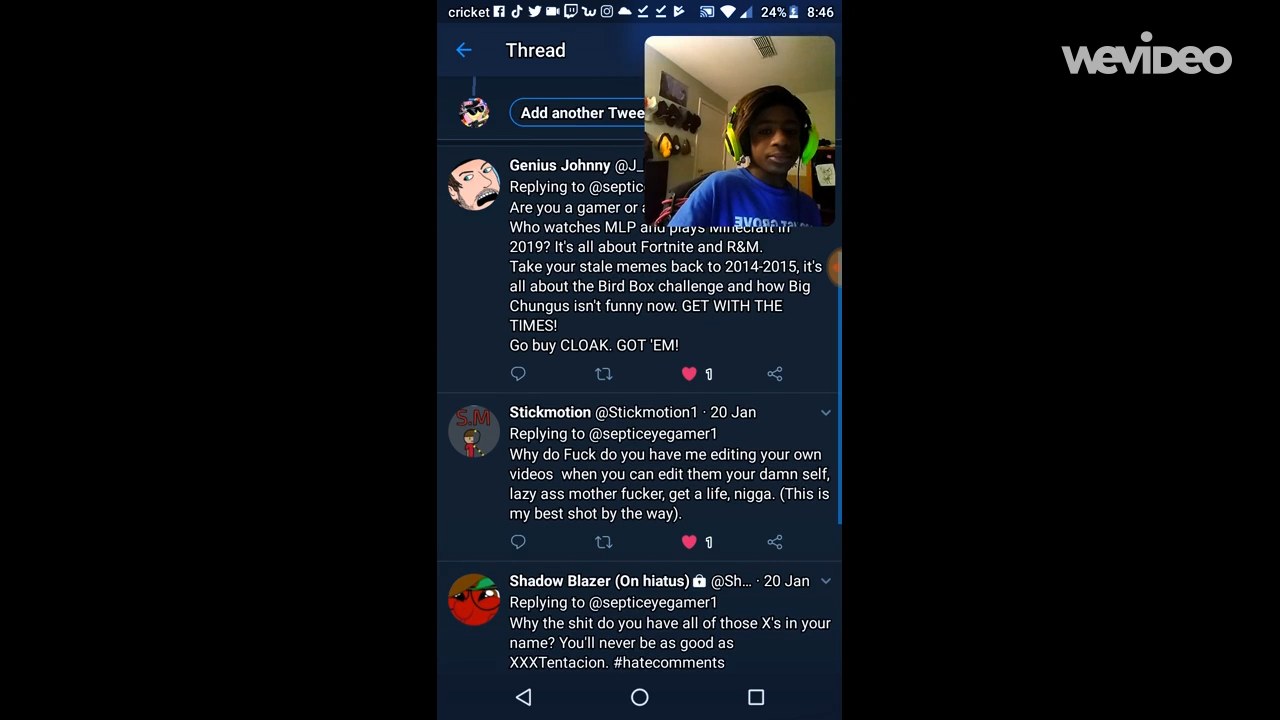 cricket 24% 8:46
wevideo
Thread
Add another Twee
Genius Johnny @J_
Replying to @septice
Are you a gamer or a
Who watches MLP and plays Minecraft in
2019? It's all about Fortnite and R&M.
Take your stale memes back to 2014-2015, it's
all about the Bird Box challenge and how Big
Chungus isn't funny now. GET WITH THE
TIMES!
Go buy CLOAK. GOT 'EM!
1
S.M
Stickmotion @Stickmotion1 · 20 Jan
Replying to @septiceyegamer1
Why do Fuck do you have me editing your own
videos when you can edit them your damn self,
lazy ass mother fucker, get a life, nigga. (This is
my best shot by the way).
1
Shadow Blazer (On hiatus) @Sh... · 20 Jan
Replying to @septiceyegamer1
Why the shit do you have all of those X's in your
name? You'll never be as good as
XXXTentacion. #hatecomments